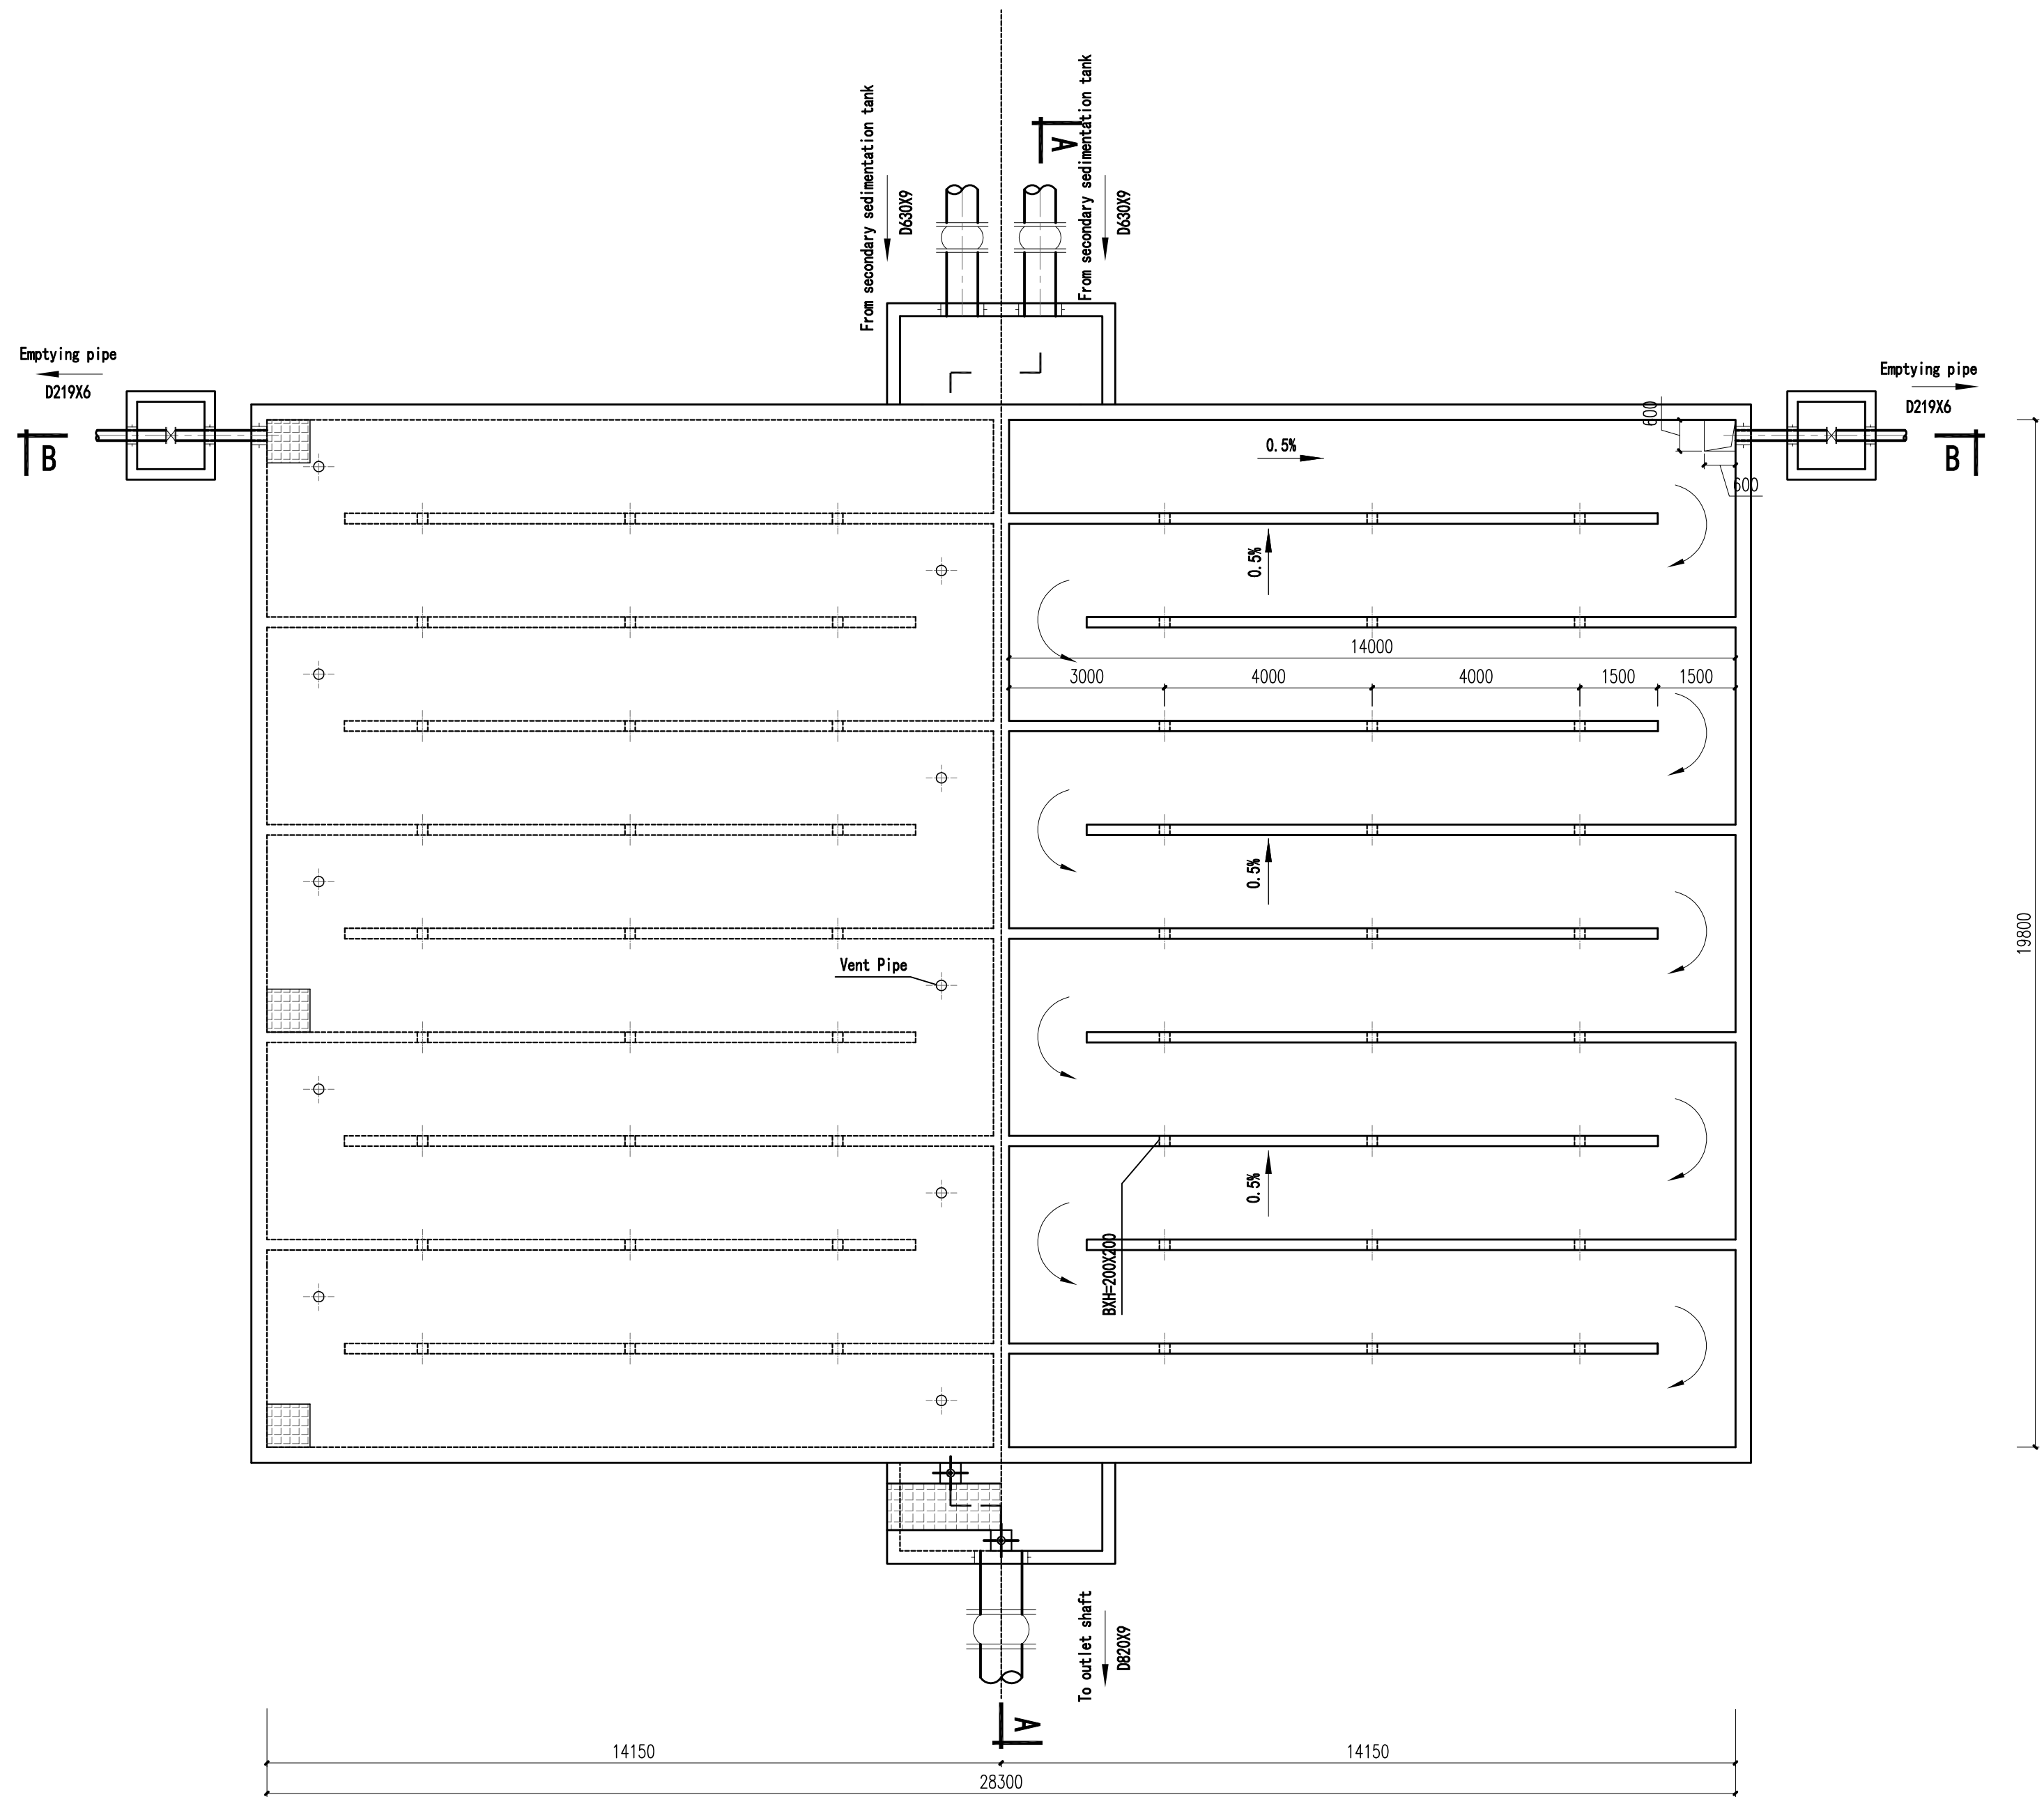 From secondary sedimentation tank
D630X9
A
From secondary sedimentation tank
D630X9
Emptying pipe
D219X6
B
Emptying pipe
D219X6
B
600
600
0.5%
0.5%
14000
3000
4000
4000
1500
1500
0.5%
19800
Vent Pipe
0.5%
BXH=200X200
To outlet shaft
D820X9
A
14150
14150
28300